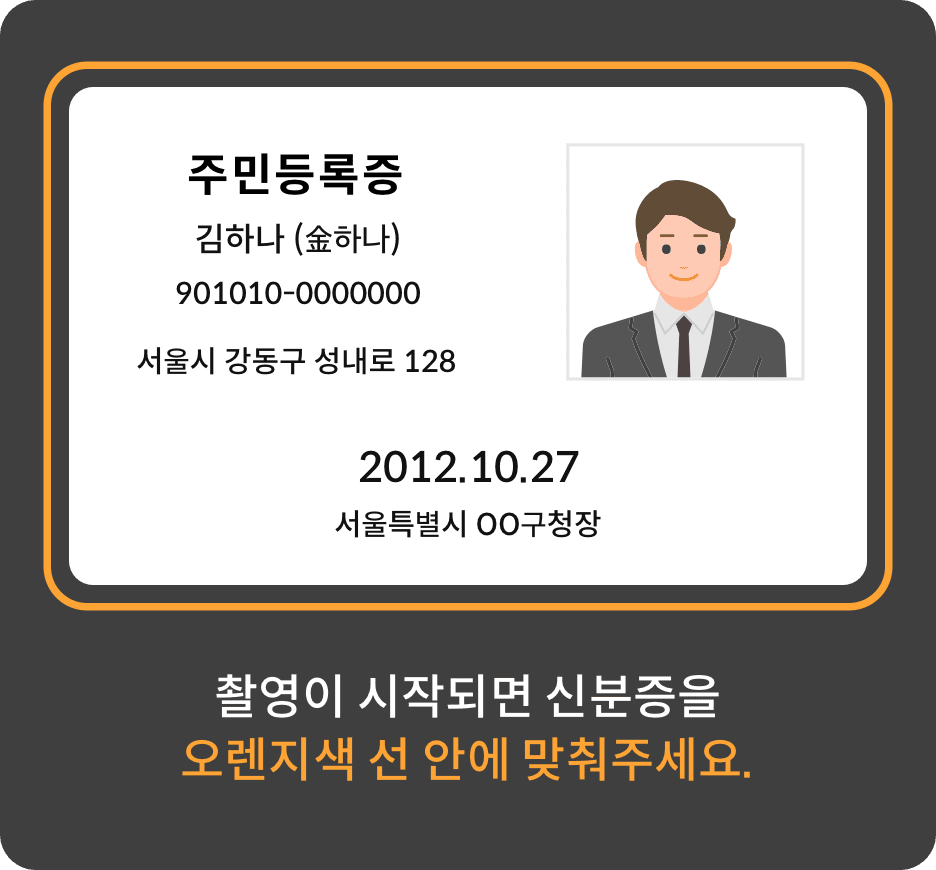 주민등록증
김하나 (金하나)
901010-0000000
서울시 강동구 성내로 128
2012.10.27
서울특별시 OO구청장
촬영이 시작되면 신분증을
오렌지색 선 안에 맞춰주세요.